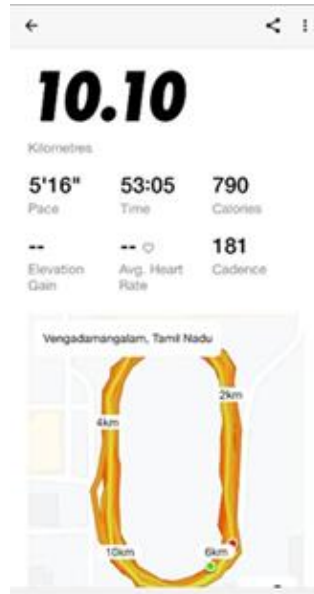 10.10
Kilometres
5'16" 53:05 790
Pace Time Calories
-- -- 181
Elevation Gain Avg. Heart Rate Cadence
Vengadamangalam, Tamil Nadu
2km
4km
10km 6km